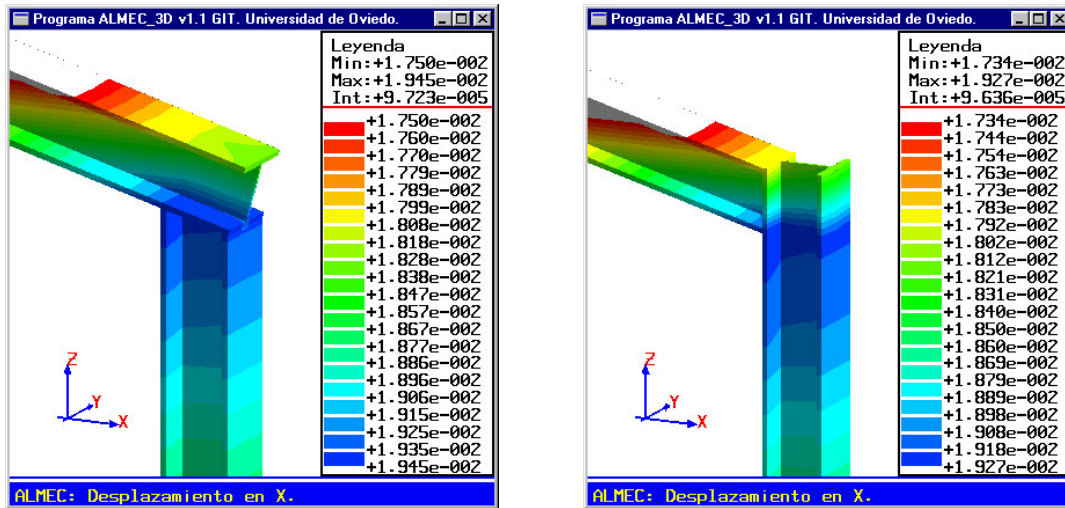 Programa ALMEC_3D v1.1 GIT. Universidad de Oviedo.
Leyenda
Min:+1.750e-002
Max:+1.945e-002
Int:+9.723e-005
+1.750e-002
+1.760e-002
+1.770e-002
+1.779e-002
+1.789e-002
+1.799e-002
+1.808e-002
+1.818e-002
+1.828e-002
+1.838e-002
+1.847e-002
+1.857e-002
+1.867e-002
+1.877e-002
+1.886e-002
+1.896e-002
+1.906e-002
+1.915e-002
+1.925e-002
+1.935e-002
+1.945e-002
Z
Y
X
ALMEC: Desplazamiento en X.
Programa ALMEC_3D v1.1 GIT. Universidad de Oviedo.
Leyenda
Min:+1.734e-002
Max:+1.927e-002
Int:+9.636e-005
+1.734e-002
+1.744e-002
+1.754e-002
+1.763e-002
+1.773e-002
+1.783e-002
+1.792e-002
+1.802e-002
+1.812e-002
+1.821e-002
+1.831e-002
+1.840e-002
+1.850e-002
+1.860e-002
+1.869e-002
+1.879e-002
+1.889e-002
+1.898e-002
+1.908e-002
+1.918e-002
+1.927e-002
Z
Y
X
ALMEC: Desplazamiento en X.